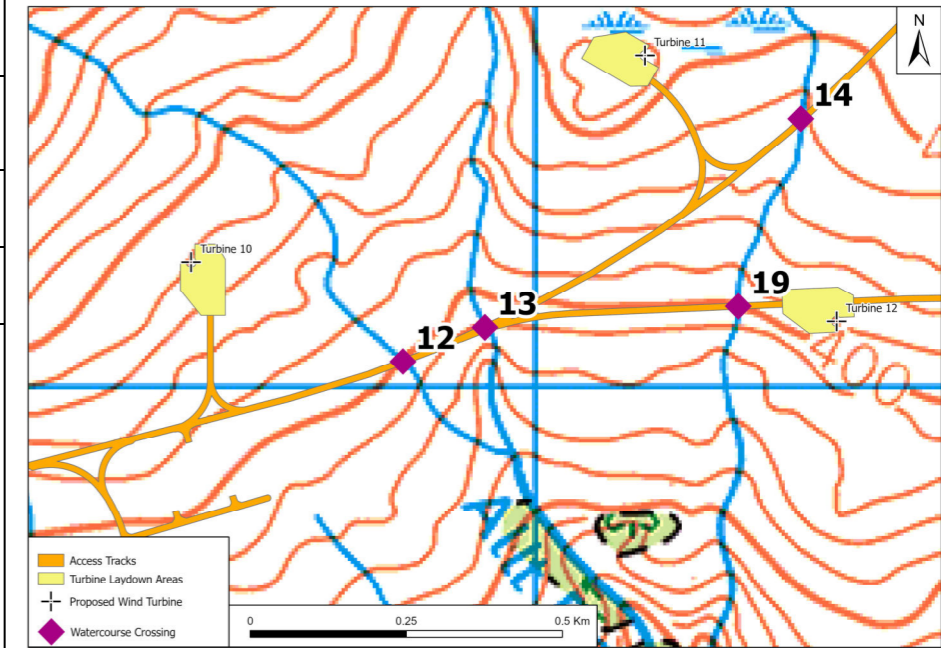 Turbine 11
N
14
Turbine 10
19
13
Turbine 12
12
400
Access Tracks
Turbine Laydown Areas
Proposed Wind Turbine
Watercourse Crossing
0 0.25 0.5 Km